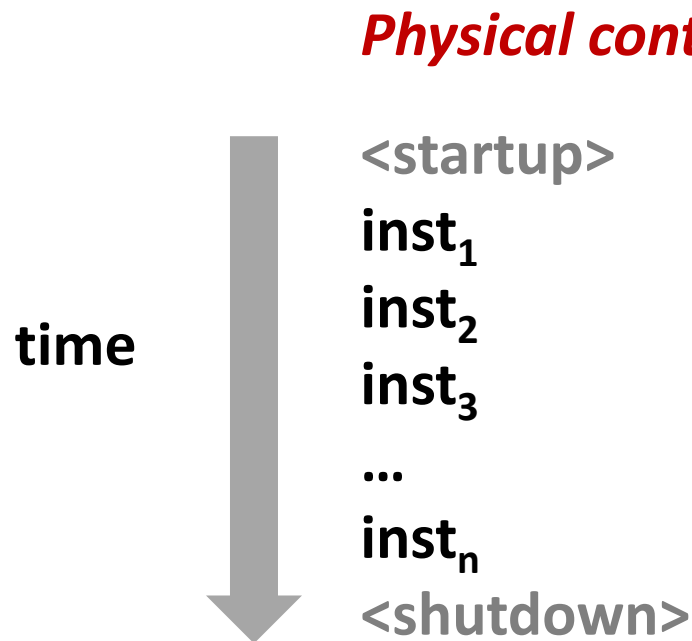 Physical cont
<startup>
inst₁
inst₂
time
inst₃
…
instₙ
<shutdown>